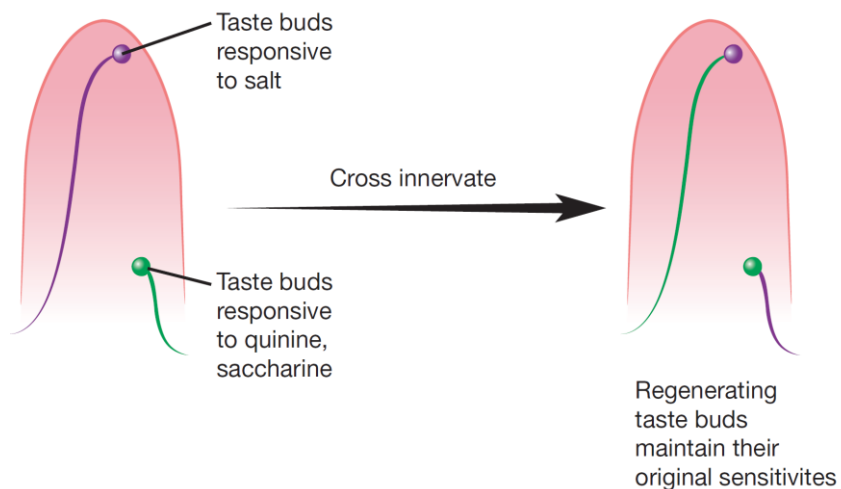 Taste buds
responsive
to salt
Cross innervate
Taste buds
responsive
to quinine,
saccharine
Regenerating
taste buds
maintain their
original sensitivites